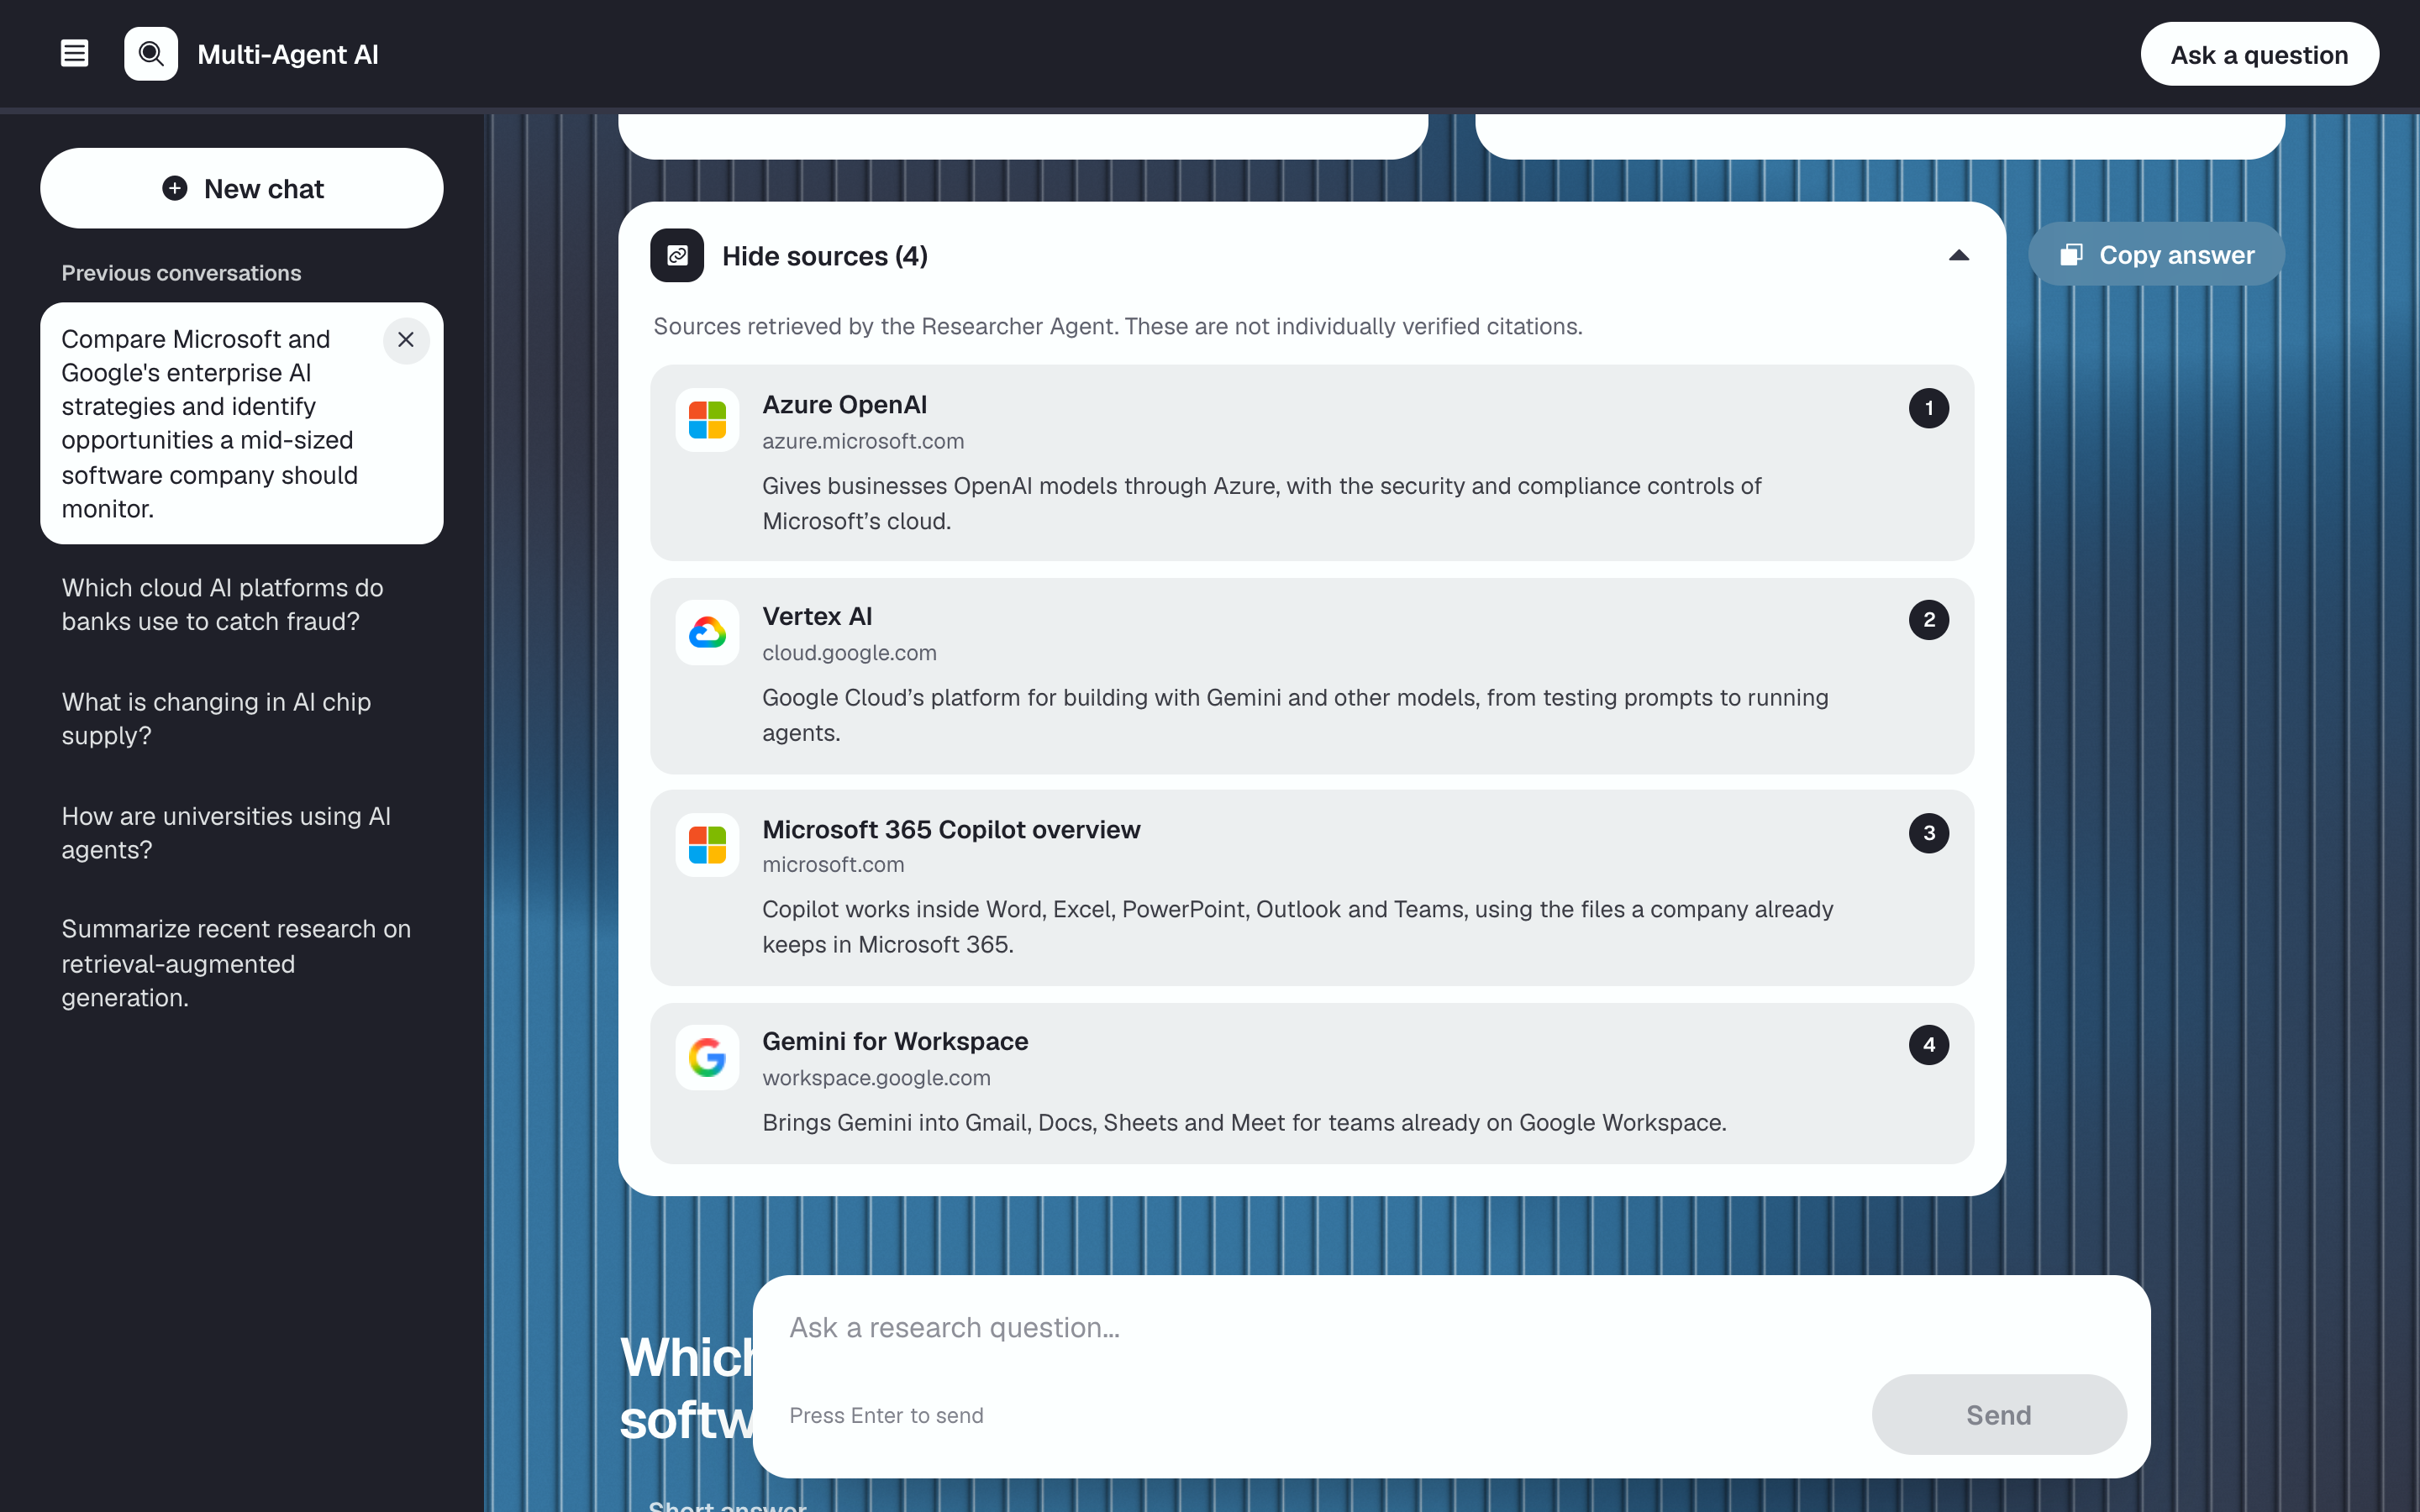 Multi-Agent AI
Ask a question
New chat
Previous conversations
Compare Microsoft and
Google's enterprise AI
strategies and identify
opportunities a mid-sized
software company should
monitor.
Which cloud AI platforms do
banks use to catch fraud?
What is changing in AI chip
supply?
How are universities using AI
agents?
Summarize recent research on
retrieval-augmented
generation.
Hide sources (4)
Copy answer
Sources retrieved by the Researcher Agent. These are not individually verified citations.
Azure OpenAI
1
azure.microsoft.com
Gives businesses OpenAI models through Azure, with the security and compliance controls of
Microsoft’s cloud.
Vertex AI
2
cloud.google.com
Google Cloud’s platform for building with Gemini and other models, from testing prompts to running
agents.
Microsoft 365 Copilot overview
3
microsoft.com
Copilot works inside Word, Excel, PowerPoint, Outlook and Teams, using the files a company already
keeps in Microsoft 365.
Gemini for Workspace
4
workspace.google.com
Brings Gemini into Gmail, Docs, Sheets and Meet for teams already on Google Workspace.
Ask a research question...
Press Enter to send
Send
Which
softw
Short answer